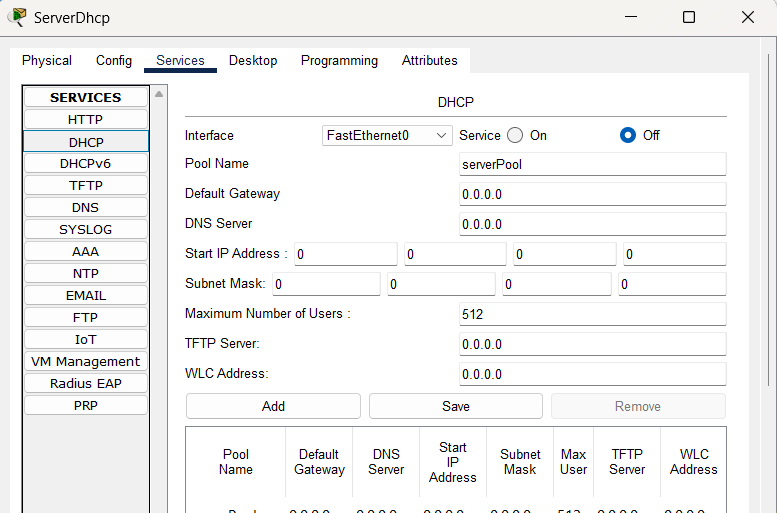 ServerDhcp
Physical Config Services Desktop Programming Attributes
SERVICES
HTTP
DHCP
DHCPv6
TFTP
DNS
SYSLOG
AAA
NTP
EMAIL
FTP
IoT
VM Management
Radius EAP
PRP
DHCP
Interface FastEthernet0 Service On Off
Pool Name serverPool
Default Gateway 0.0.0.0
DNS Server 0.0.0.0
Start IP Address : 0 0 0 0
Subnet Mask: 0 0 0 0
Maximum Number of Users : 512
TFTP Server: 0.0.0.0
WLC Address: 0.0.0.0
Add Save Remove
Pool Name Default Gateway DNS Server Start IP Address Subnet Mask Max User TFTP Server WLC Address